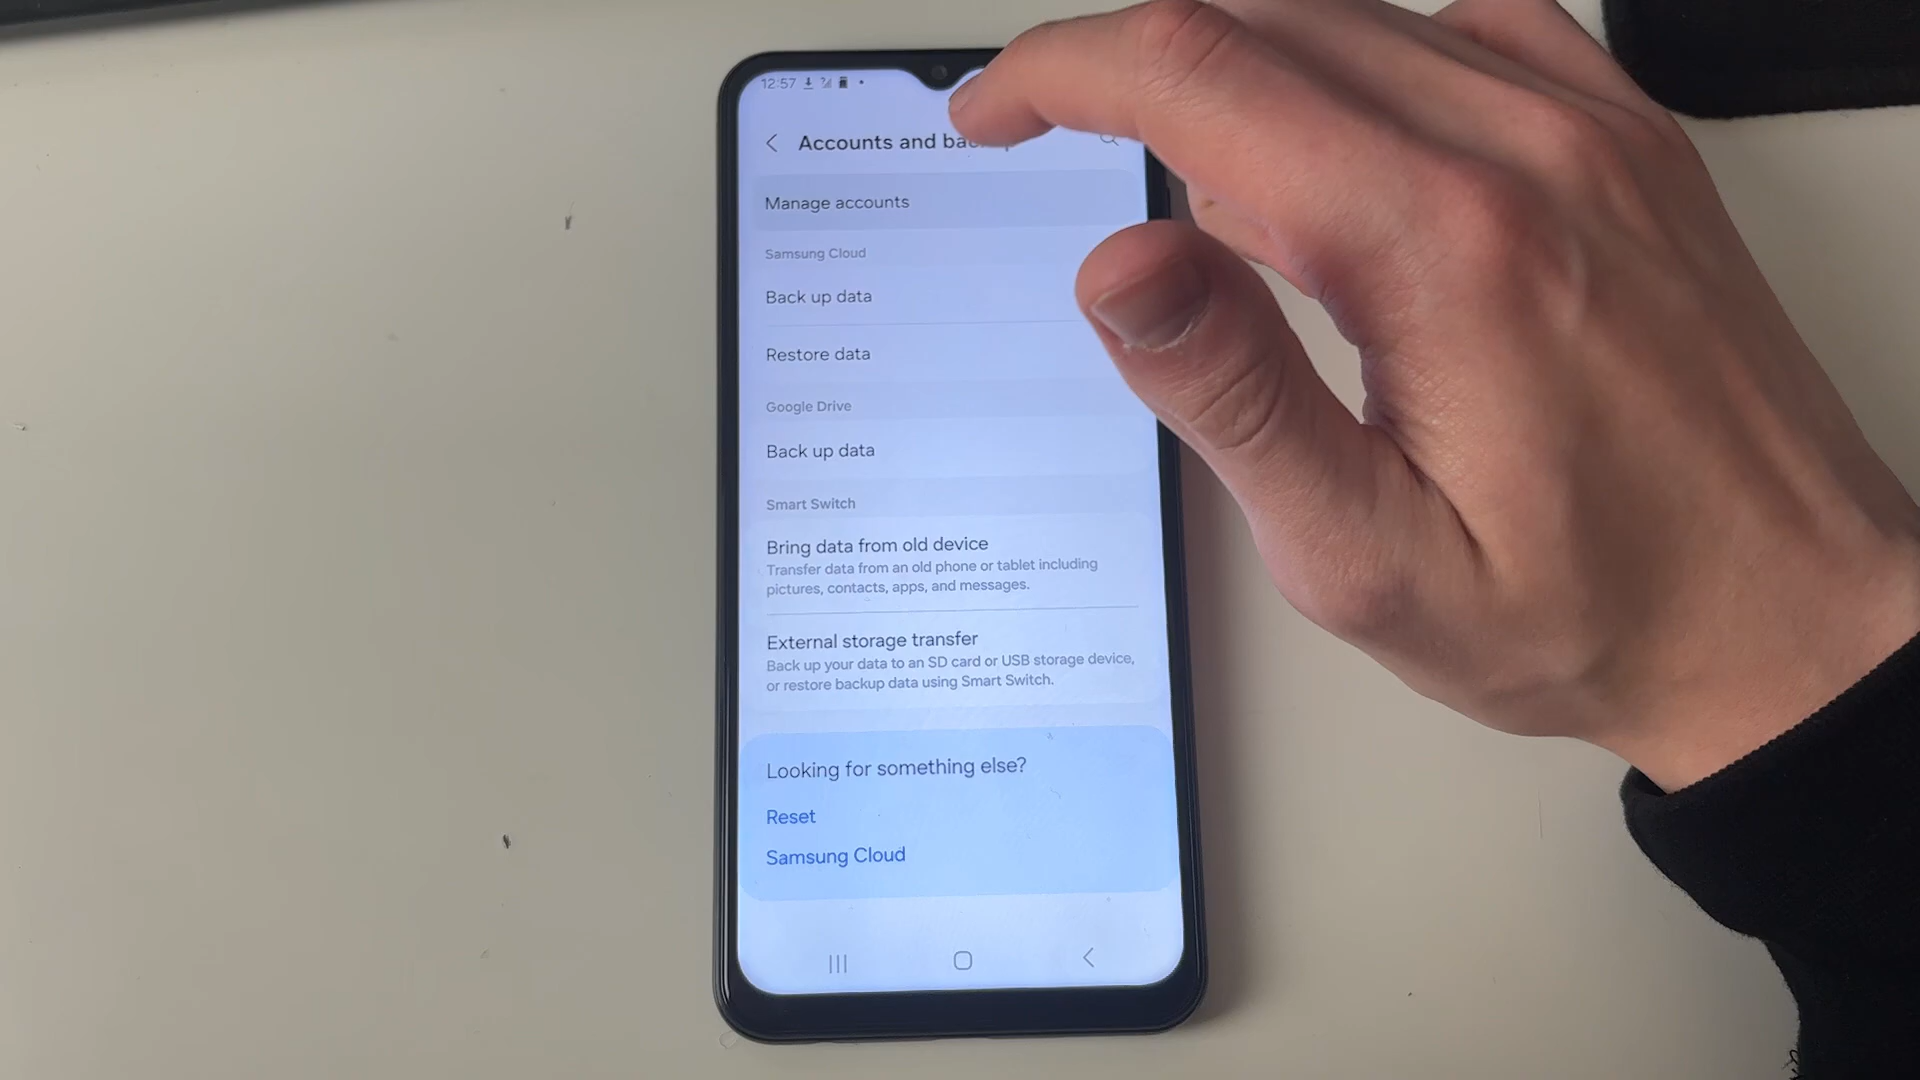 12:57
Accounts and bac
Manage accounts
Samsung Cloud
Back up data
Restore data
Google Drive
Back up data
Smart Switch
Bring data from old device
Transfer data from an old phone or tablet including
pictures, contacts, apps, and messages.
External storage transfer
Back up your data to an SD card or USB storage device,
or restore backup data using Smart Switch.
Looking for something else?
Reset
Samsung Cloud